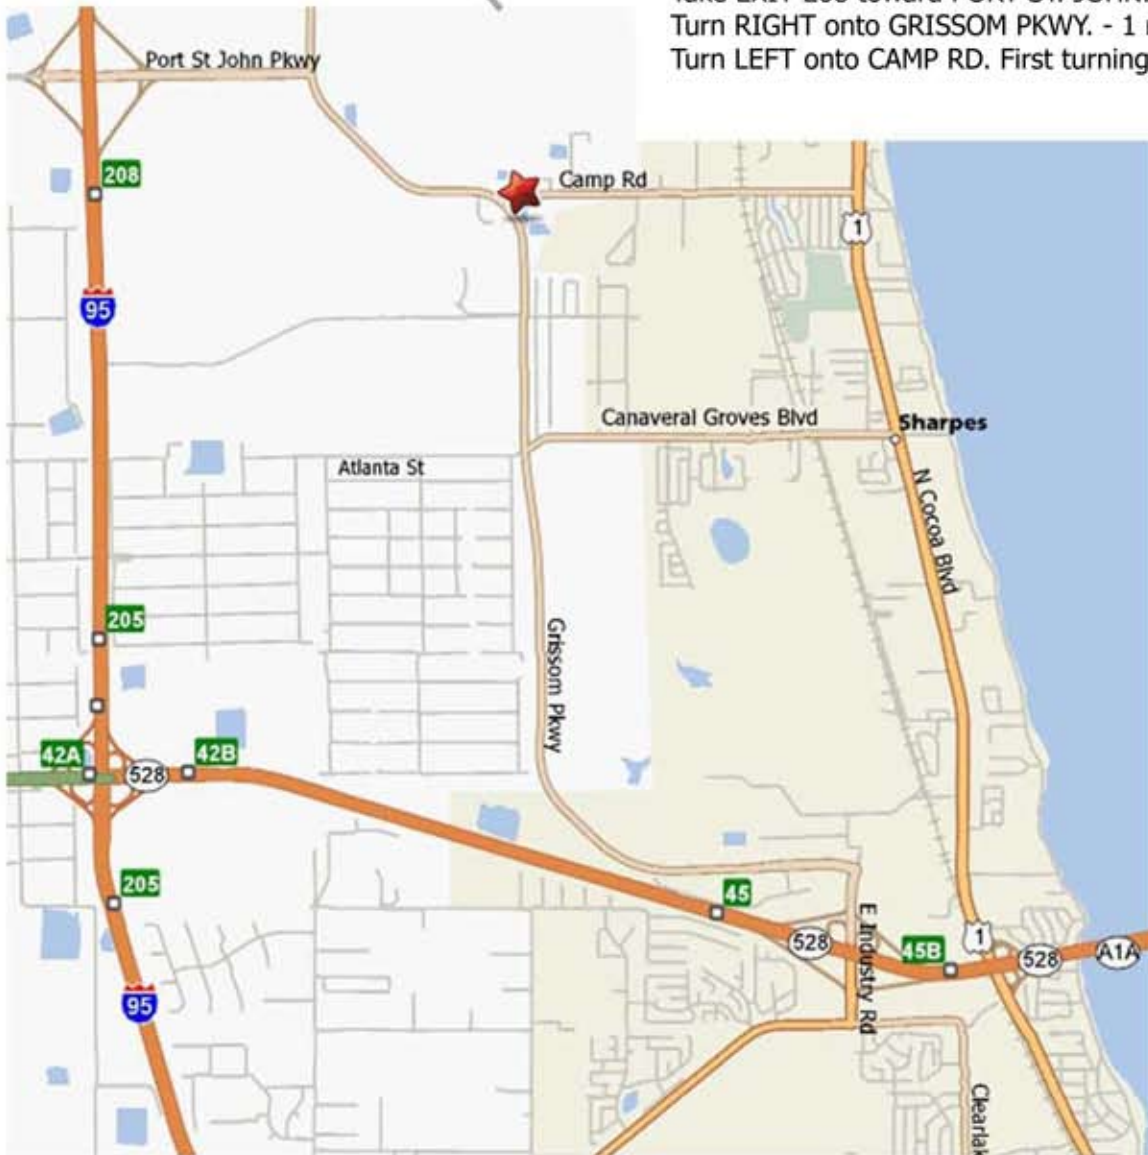 Turn RIGHT onto GRISSOM PKWY. - 1
Turn LEFT onto CAMP RD. First turning
Port St John Pkwy
208
Camp Rd
1
95
Canaveral Groves Blvd
Sharpes
Atlanta St
N Cocoa Blvd
205
Grissom Pkwy
42A
528
42B
205
45
E Industry Rd
528
45B
1
528
A1A
95